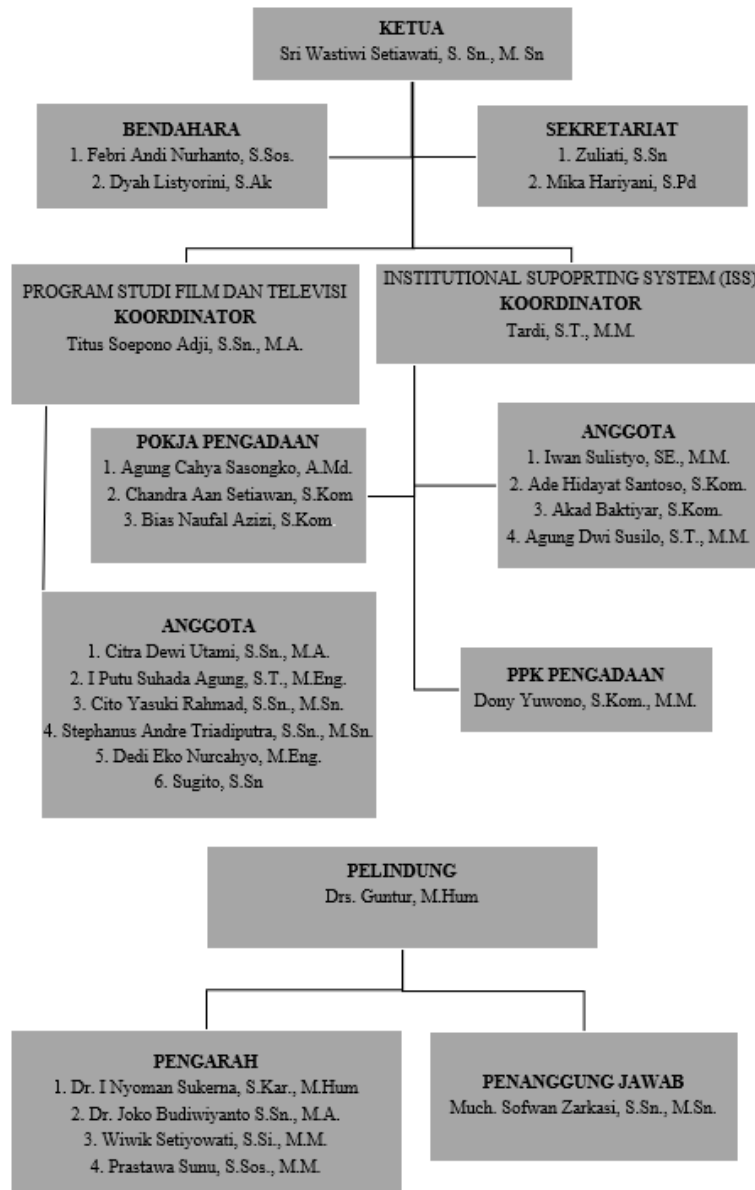 KETUA
Sri Wastiwi Setiawati, S. Sn., M. Sn
BENDAHARA
1. Febri Andi Nurhanto, S.Sos.
2. Dyah Listyorini, S.Ak
SEKRETARIAT
1. Zuliati, S.Sn
2. Mika Hariyani, S.Pd
PROGRAM STUDI FILM DAN TELEVISI
KOORDINATOR
Titus Soepono Adji, S.Sn., M.A.
INSTITUTIONAL SUPOPRTING SYSTEM (ISS)
KOORDINATOR
Tardi, S.T., M.M.
POKJA PENGADAAN
1. Agung Cahya Sasongko, A.Md.
2. Chandra Aan Setiawan, S.Kom
3. Bias Naufal Azizi, S.Kom.
ANGGOTA
1. Iwan Sulistyo, SE., M.M.
2. Ade Hidayat Santoso, S.Kom.
3. Akad Baktiyar, S.Kom.
4. Agung Dwi Susilo, S.T., M.M.
ANGGOTA
1. Citra Dewi Utami, S.Sn., M.A.
2. I Putu Suhada Agung, S.T., M.Eng.
3. Cito Yasuki Rahmad, S.Sn., M.Sn.
4. Stephanus Andre Triadiputra, S.Sn., M.Sn.
5. Dedi Eko Nurcahyo, M.Eng.
6. Sugito, S.Sn
PPK PENGADAAN
Dony Yuwono, S.Kom., M.M.
PELINDUNG
Drs. Guntur, M.Hum
PENGARAH
1. Dr. I Nyoman Sukerna, S.Kar., M.Hum
2. Dr. Joko Budiwiyanto S.Sn., M.A.
3. Wiwik Setiyowati, S.Si., M.M.
4. Prastawa Sunu, S.Sos., M.M.
PENANGGUNG JAWAB
Much. Sofwan Zarkasi, S.Sn., M.Sn.